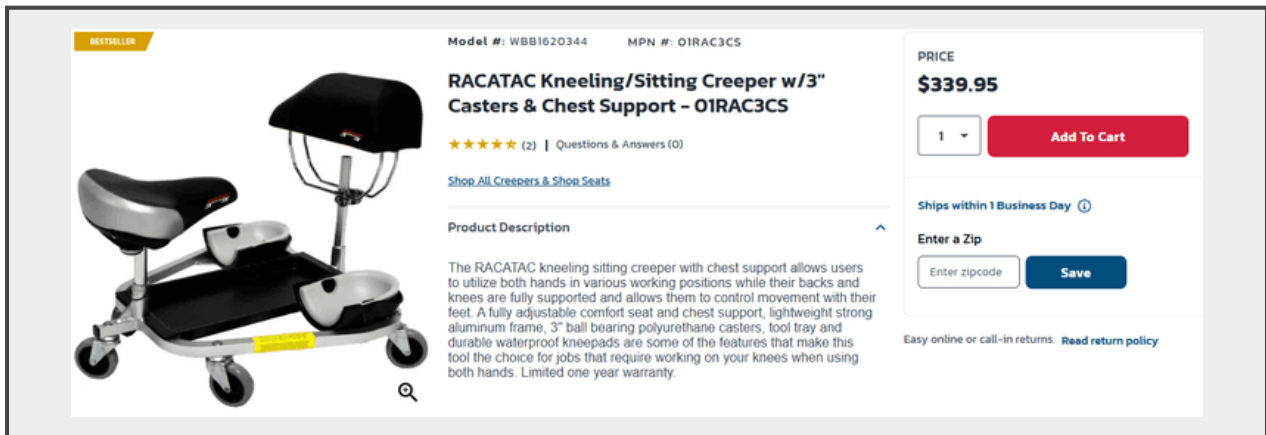 BESTSELLER
Model #: WBB1620344 MPN #: 01RAC3CS
RACATAC Kneeling/Sitting Creeper w/3"
Casters & Chest Support - 01RAC3CS
(2) | Questions & Answers (0)
Shop All Creepers & Shop Seats
Product Description
The RACATAC kneeling sitting creeper with chest support allows users
to utilize both hands in various working positions while their backs and
knees are fully supported and allows them to control movement with their
feet. A fully adjustable comfort seat and chest support, lightweight strong
aluminum frame, 3" ball bearing polyurethane casters, tool tray and
durable waterproof kneepads are some of the features that make this
tool the choice for jobs that require working on your knees when using
both hands. Limited one year warranty.
PRICE
$339.95
1
Add To Cart
Ships within 1 Business Day
Enter a Zip
Enter zipcode
Save
Easy online or call-in returns. Read return policy